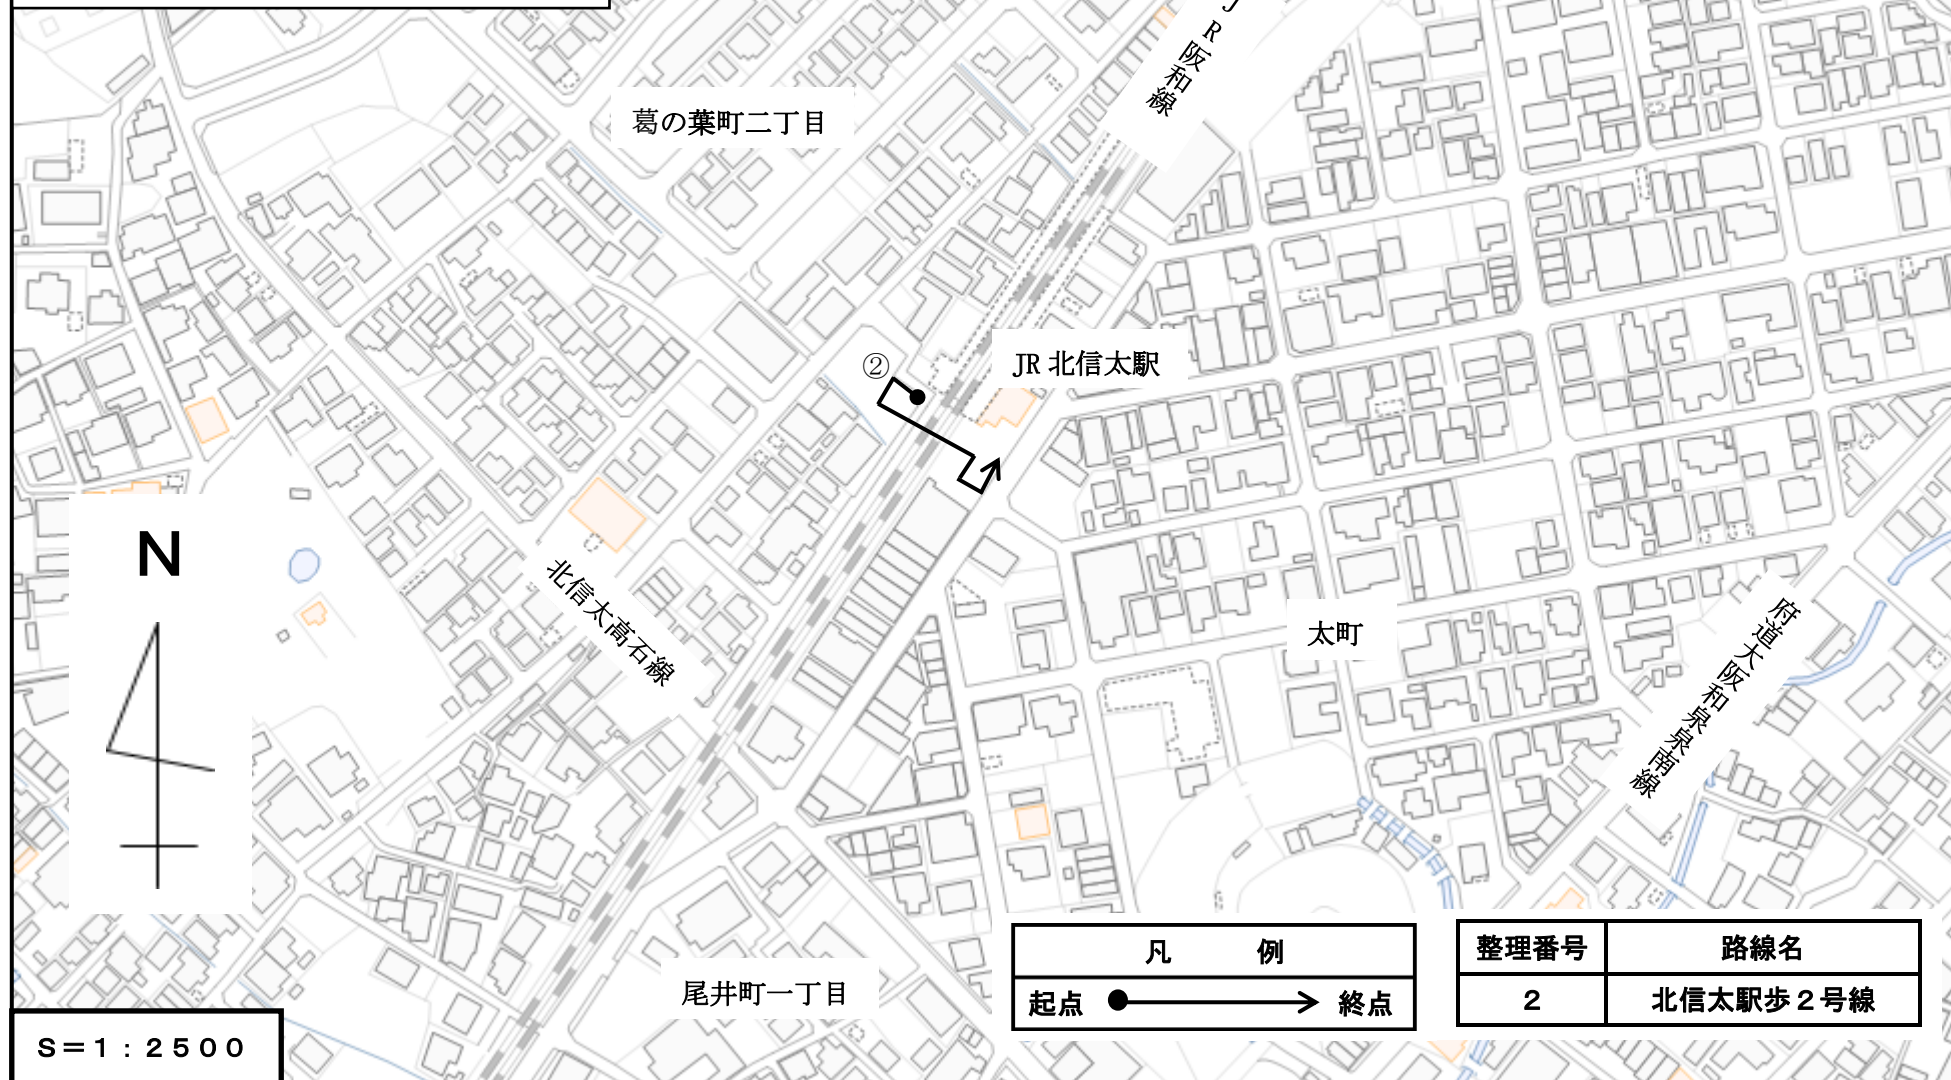 JR阪和線
葛の葉町二丁目
JR 北信太駅
②
N
北信太高石線
太町
府道大阪和泉泉南線
尾井町一丁目
凡 例
起点 終点
整理番号 路線名
2 北信太駅歩2号線
S=1:2500